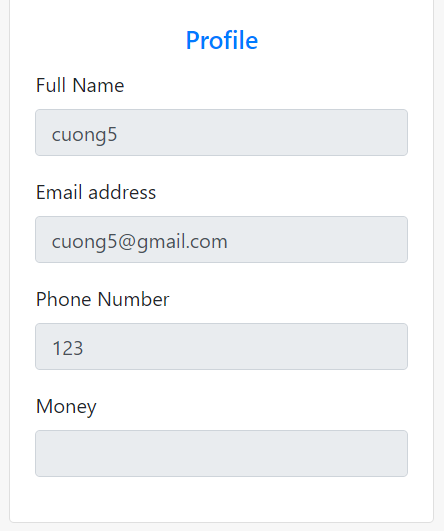 Profile
Full Name
cuong5
Email address
cuong5@gmail.com
Phone Number
123
Money